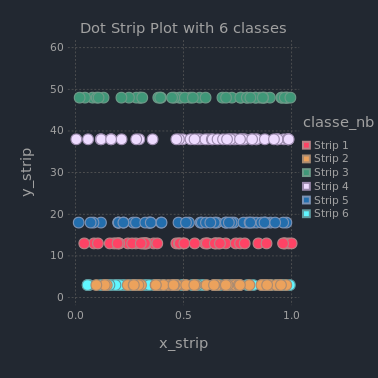 Dot Strip Plot with 6 classes
60
50
40
30
20
10
0
0.0
0.5
1.0
x_strip
y_strip
classe_nb
Strip 1
Strip 2
Strip 3
Strip 4
Strip 5
Strip 6